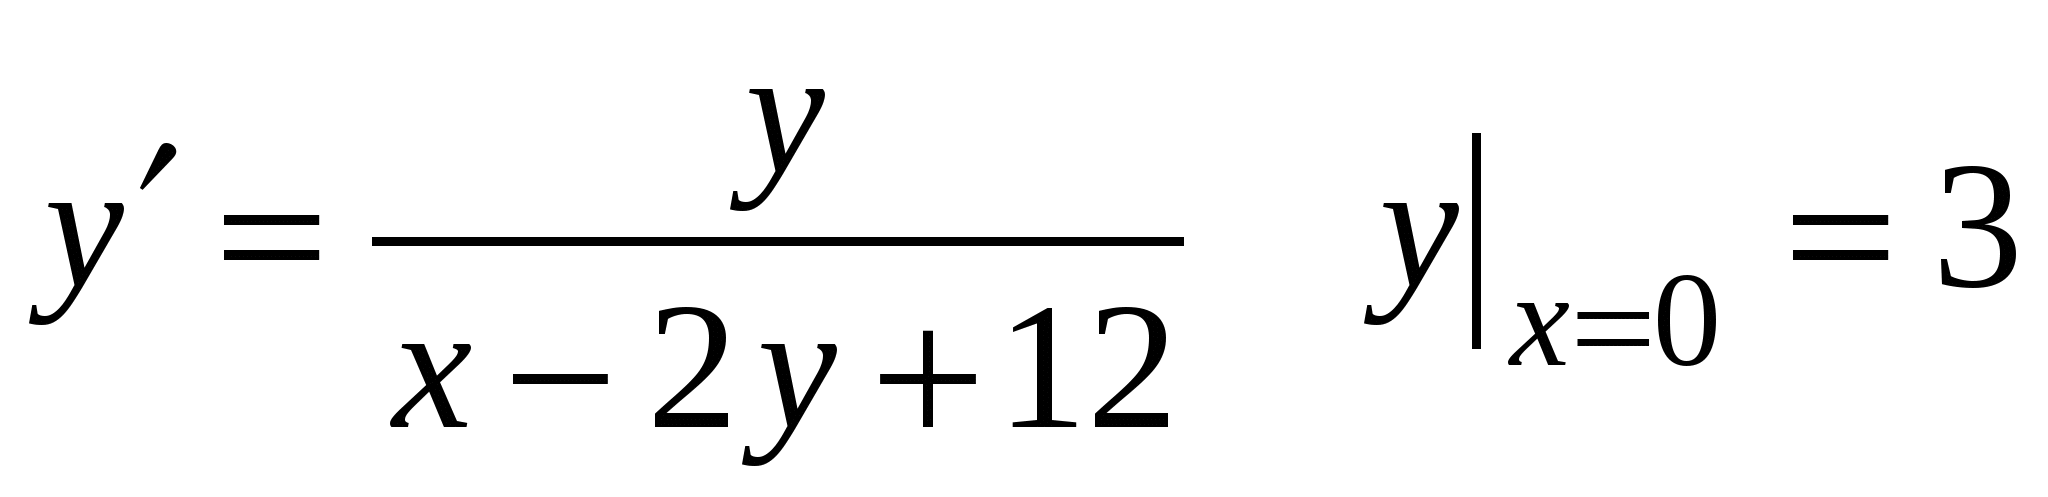 y′ = y / (x − 2y + 12)    y|x=0 = 3